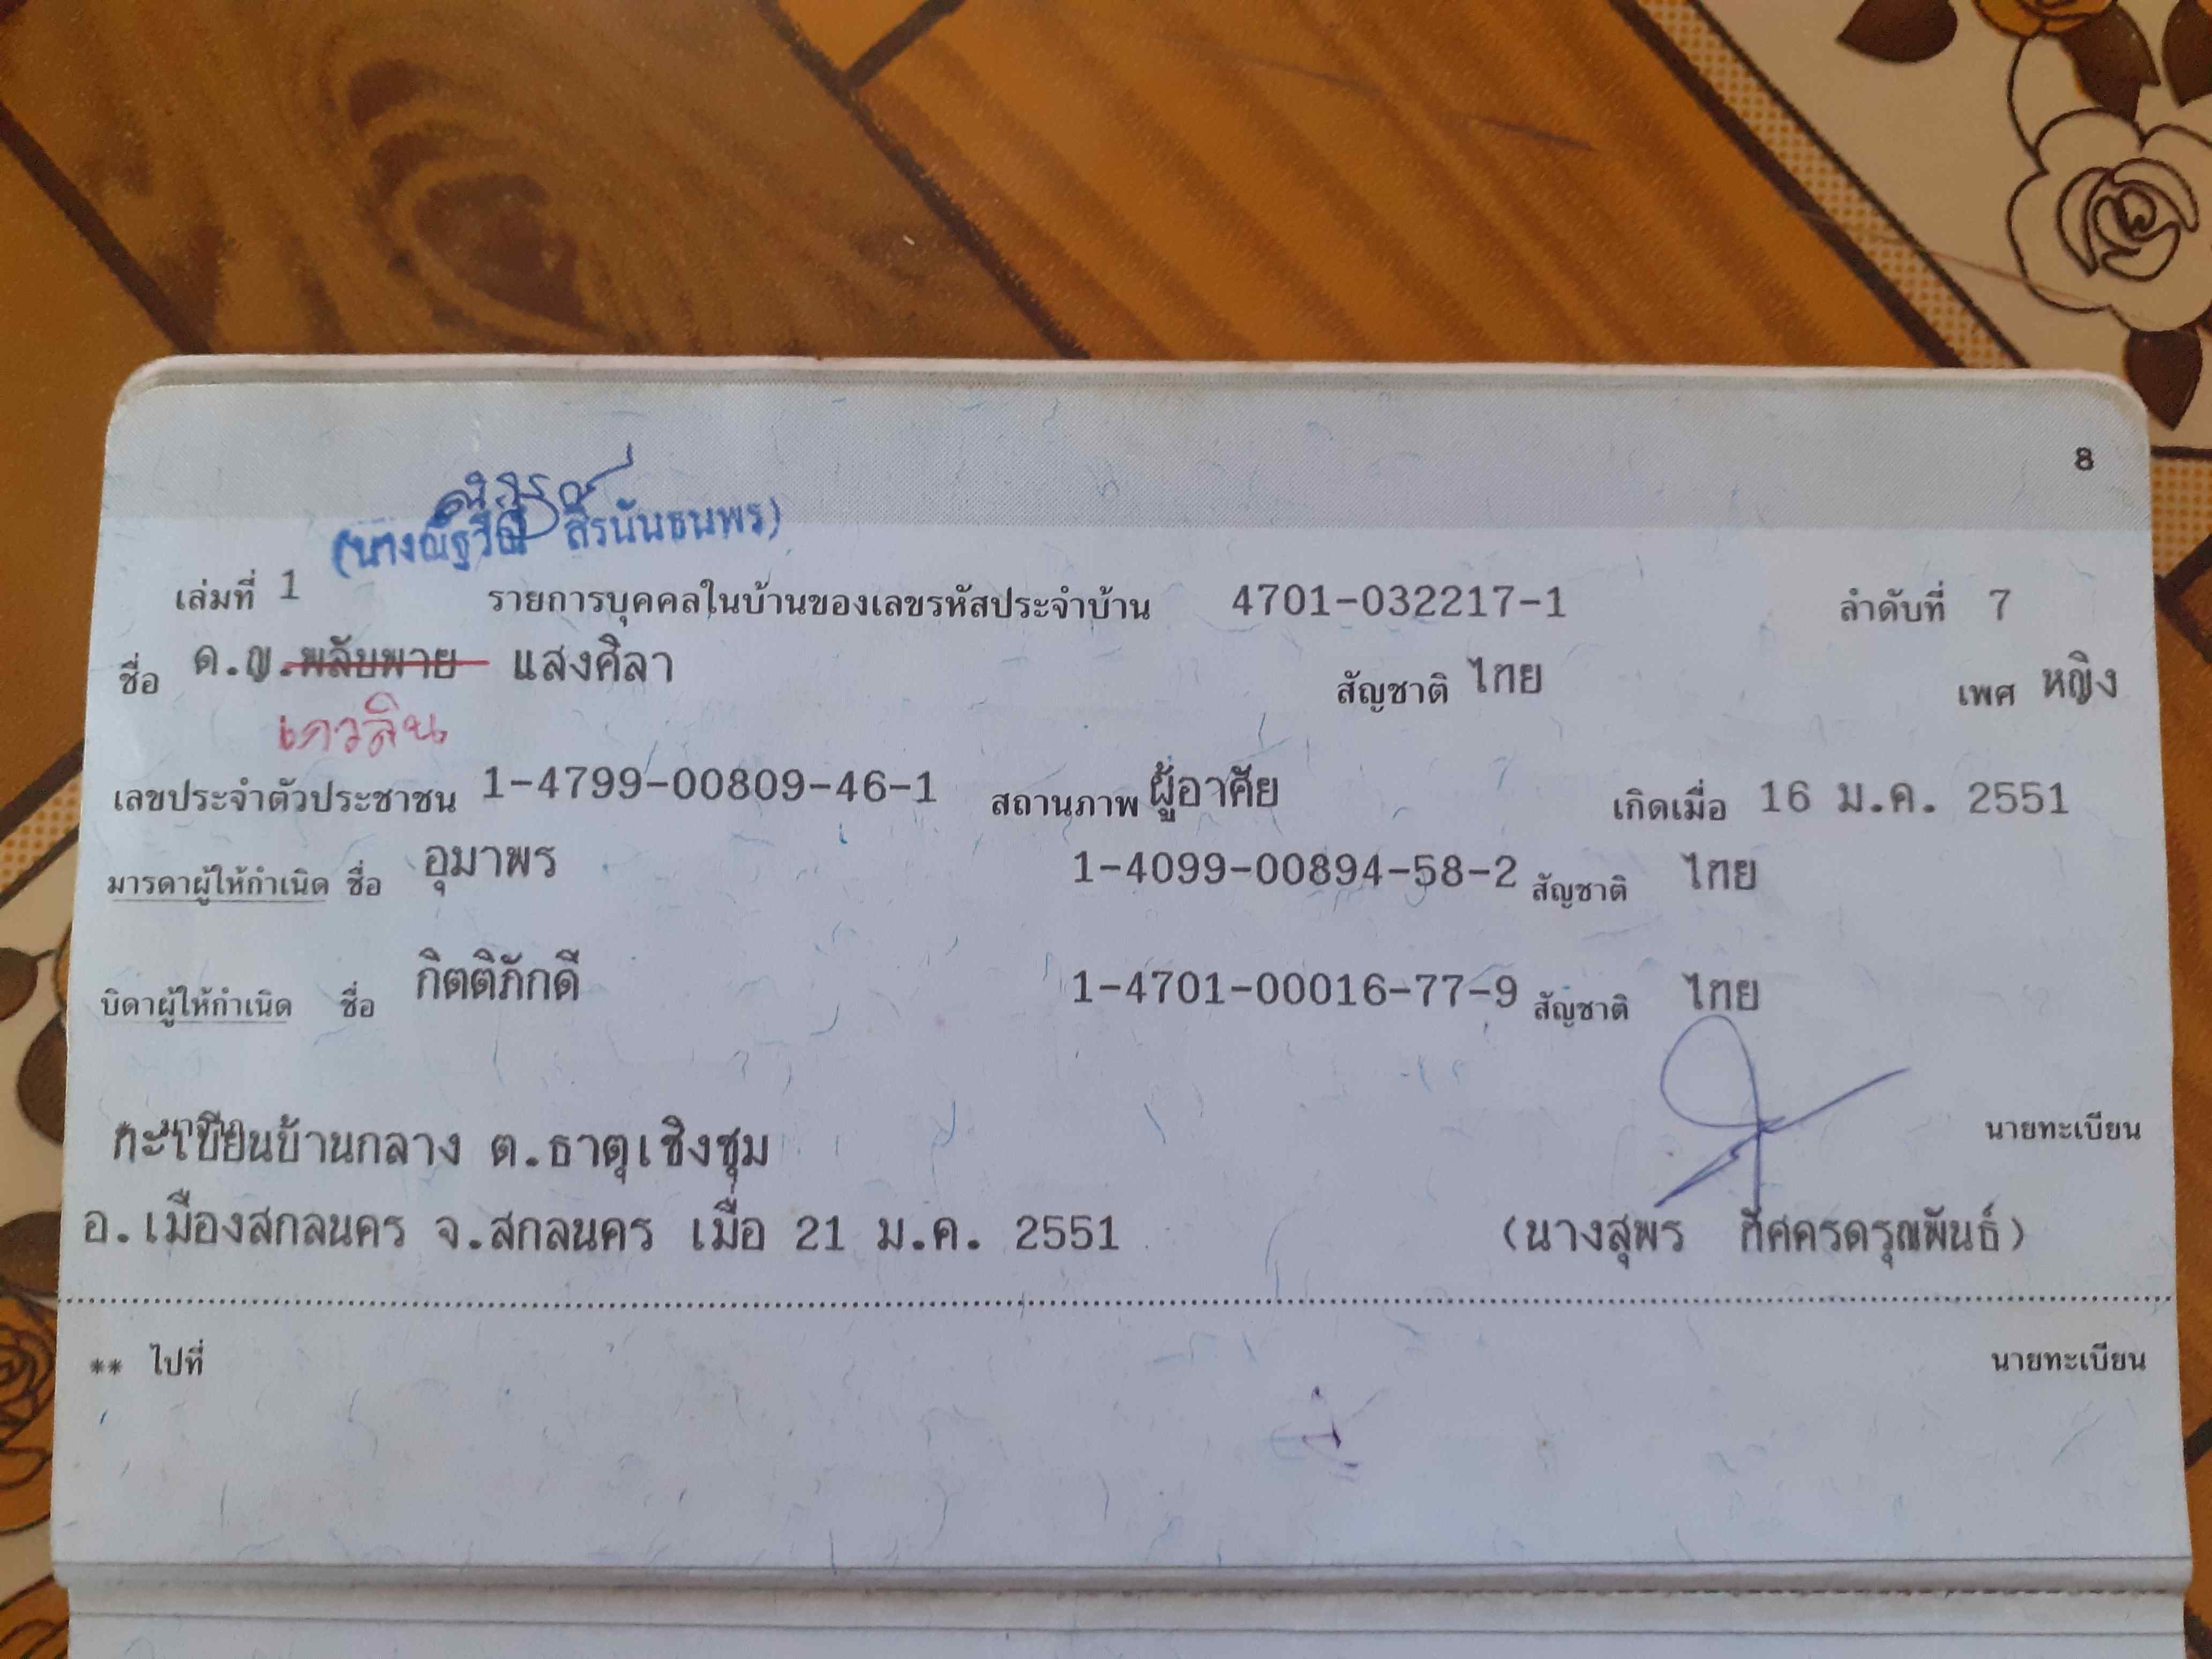 8
(นางณัฐวีณ์ สิรนันธนพร)
เล่มที่ 1 รายการบุคคลในบ้านของเลขรหัสประจำบ้าน 4701-032217-1 ลำดับที่ 7
ชื่อ ด.ญ.พลับพาย แสงศิลา สัญชาติ ไทย เพศ หญิง
เกวลิน
เลขประจำตัวประชาชน 1-4799-00809-46-1 สถานภาพ ผู้อาศัย เกิดเมื่อ 16 ม.ค. 2551
มารดาผู้ให้กำเนิด ชื่อ อุมาพร 1-4099-00894-58-2 สัญชาติ ไทย
บิดาผู้ให้กำเนิด ชื่อ กิตติภักดี 1-4701-00016-77-9 สัญชาติ ไทย
ทะเบียนบ้านกลาง ต.ธาตุเชิงชุม นายทะเบียน
อ.เมืองสกลนคร จ.สกลนคร เมื่อ 21 ม.ค. 2551 (นางสุพร ทัศครดรุณพันธ์)
** ไปที่ นายทะเบียน